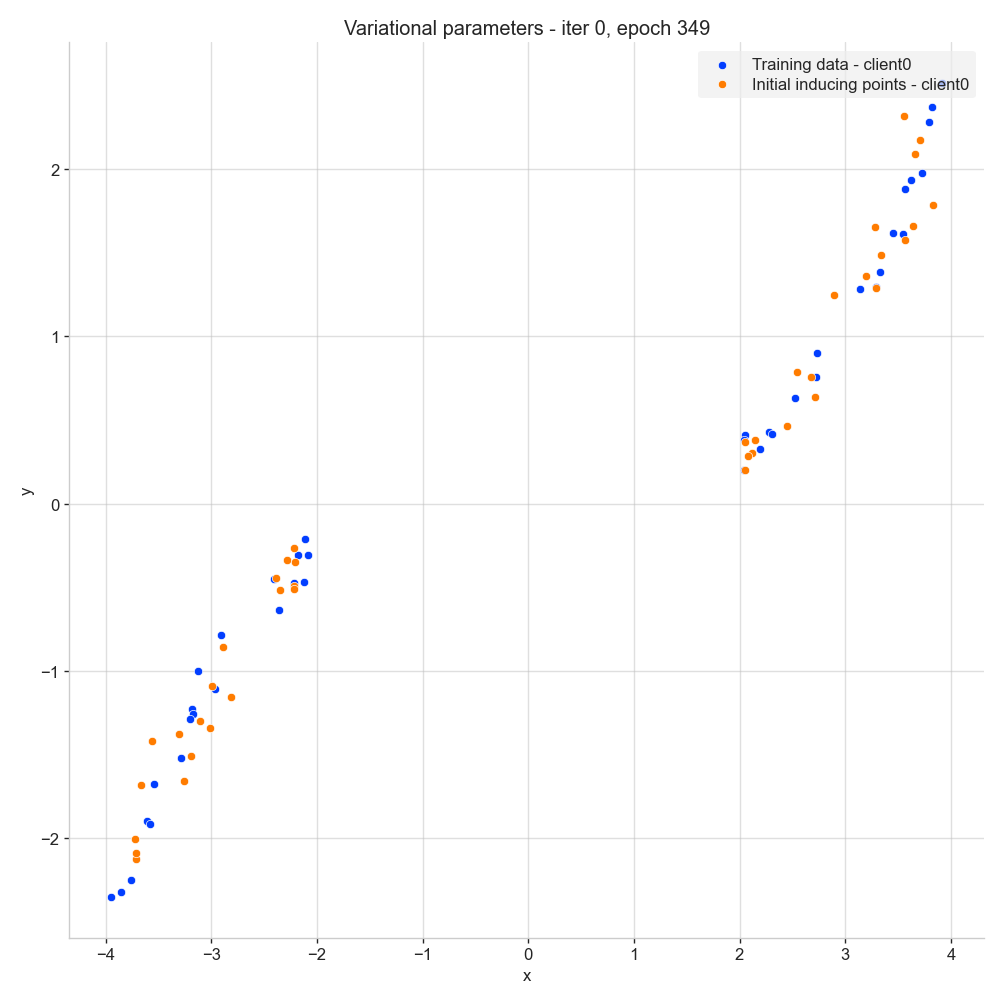 Variational parameters - iter 0, epoch 349
Training data - client0
Initial inducing points - client0
2
1
0
−1
−2
y
−4 −3 −2 −1 0 1 2 3 4
x